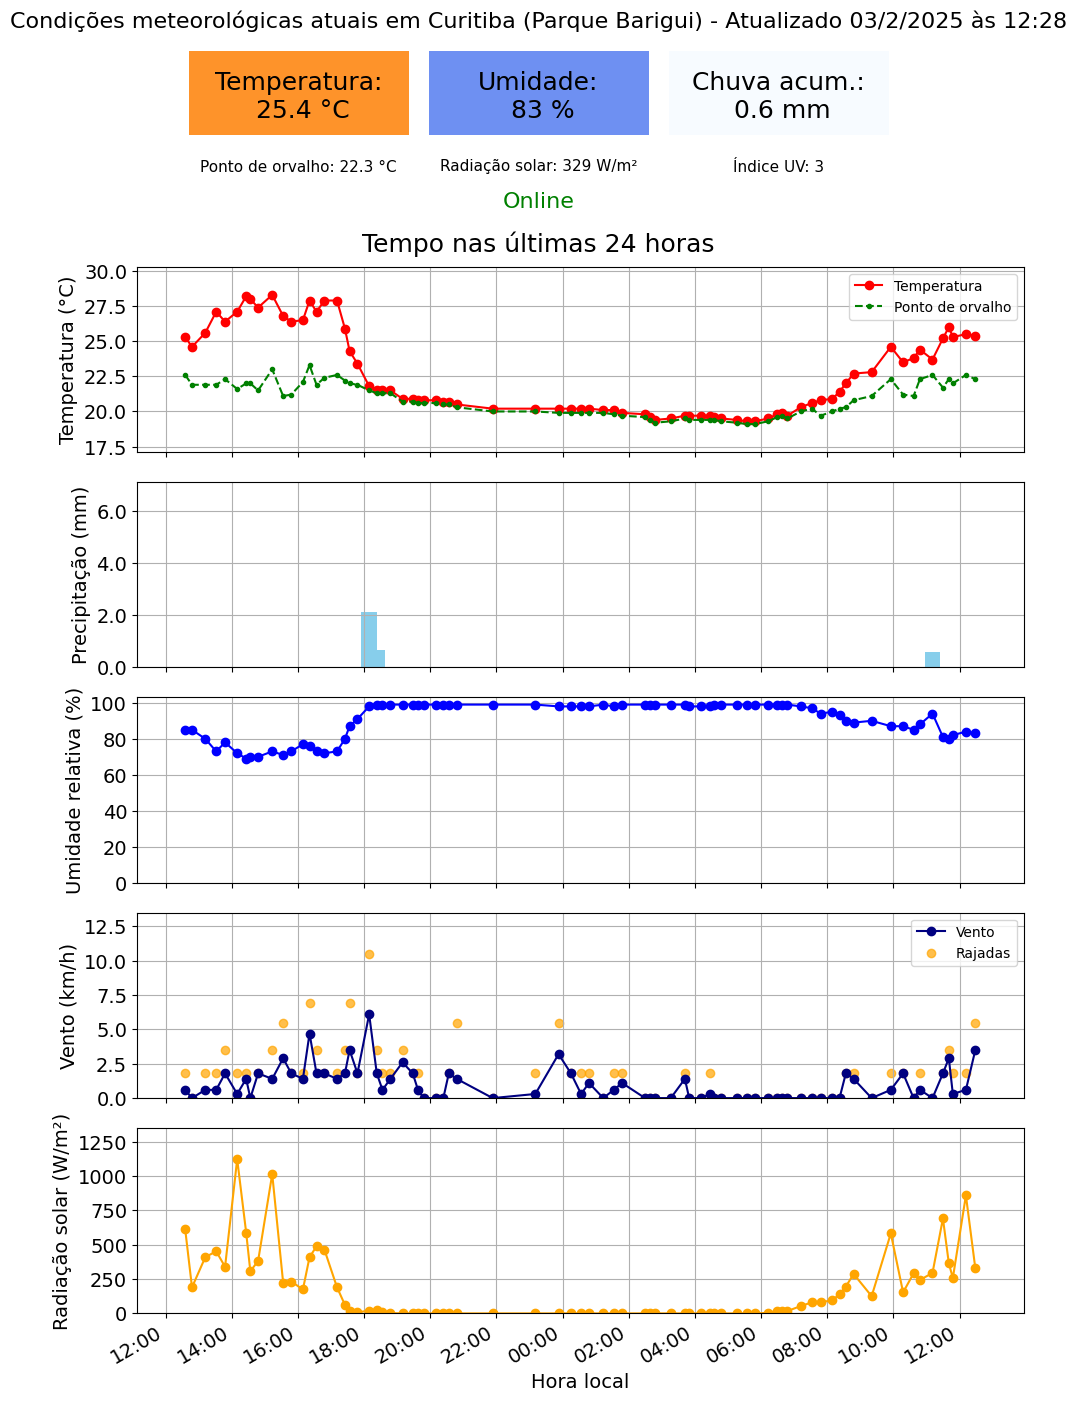 Condições meteorológicas atuais em Curitiba (Parque Barigui) - Atualizado 03/2/2025 às 12:28
Temperatura:
25.4 °C
Umidade:
83 %
Chuva acum.:
0.6 mm
Ponto de orvalho: 22.3 °C
Radiação solar: 329 W/m²
Índice UV: 3
Online
Tempo nas últimas 24 horas
Temperatura (°C)
30.0
27.5
25.0
22.5
20.0
17.5
Temperatura
Ponto de orvalho
Precipitação (mm)
6.0
4.0
2.0
0.0
Umidade relativa (%)
100
80
60
40
20
0
Vento (km/h)
12.5
10.0
7.5
5.0
2.5
0.0
Vento
Rajadas
Radiação solar (W/m²)
1250
1000
750
500
250
0
12:00
14:00
16:00
18:00
20:00
22:00
00:00
02:00
04:00
06:00
08:00
10:00
12:00
Hora local